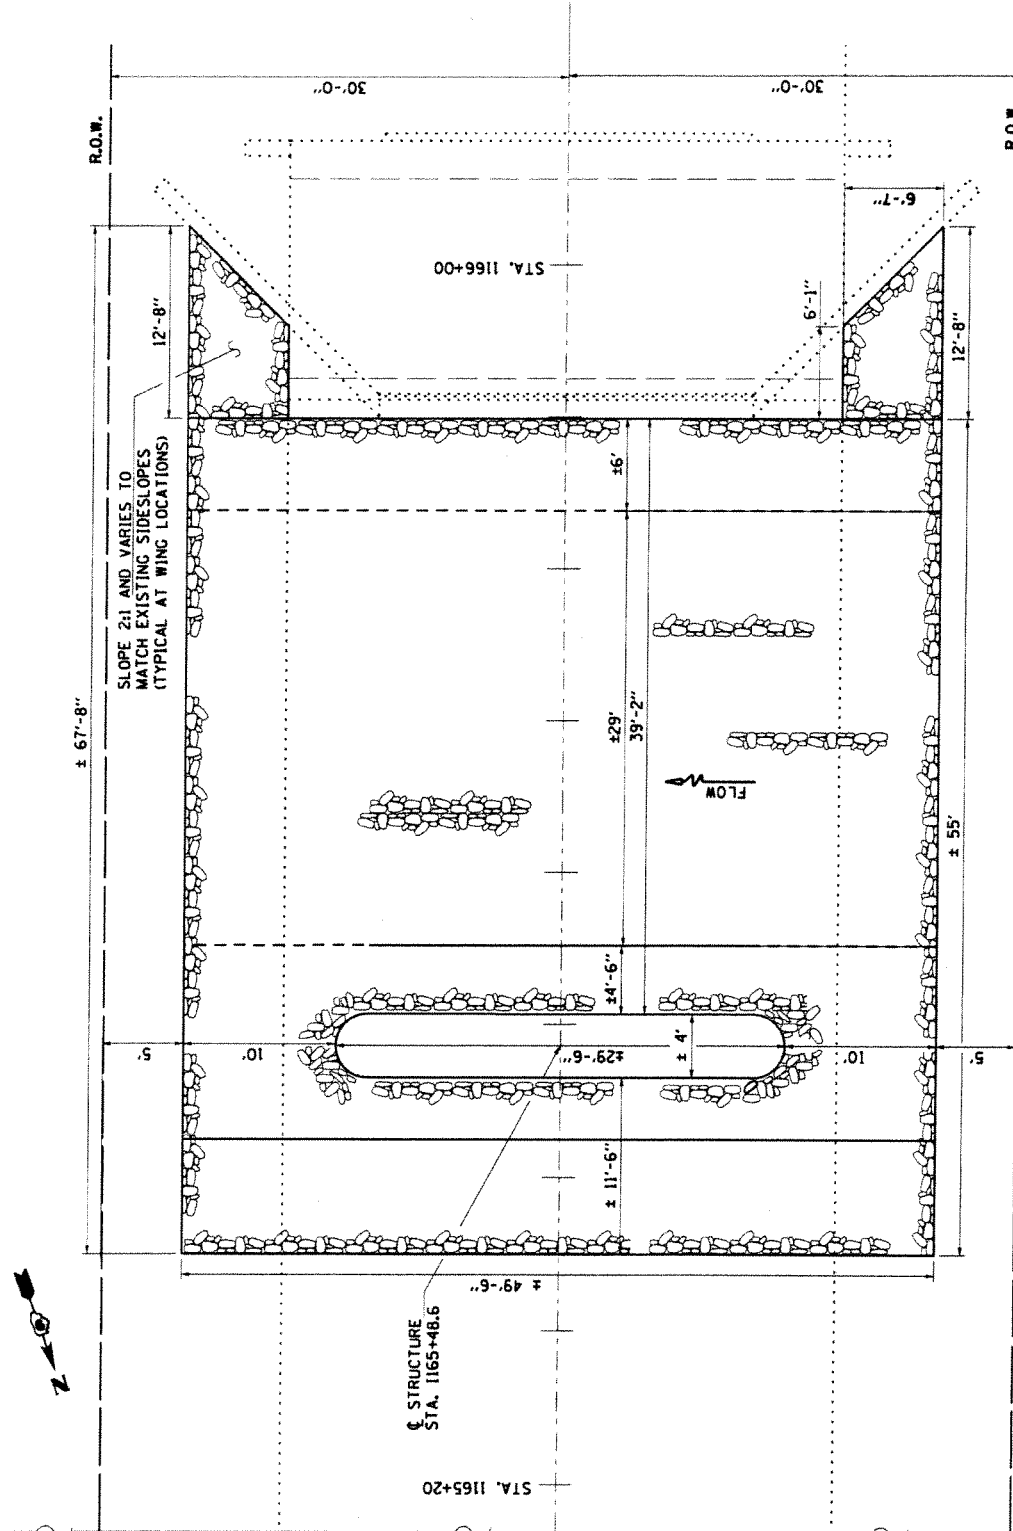 30'-0"
30'-0"
R.O.W.
R.O.W.
6'-7"
STA. 1166+00
6'-1"
12'-8"
12'-8"
± 67'-8"
SLOPE 2:1 AND VARIES TO
MATCH EXISTING SIDESLOPES
(TYPICAL AT WING LOCATIONS)
±6'
±29'
39'-2"
FLOW
± 55'
±4'-6"
5'
10'
±29'-6"
± 4'
10'
5'
± 11'-6"
± 49'-6"
N
℄ STRUCTURE
STA. 1165+48.6
STA. 1165+20